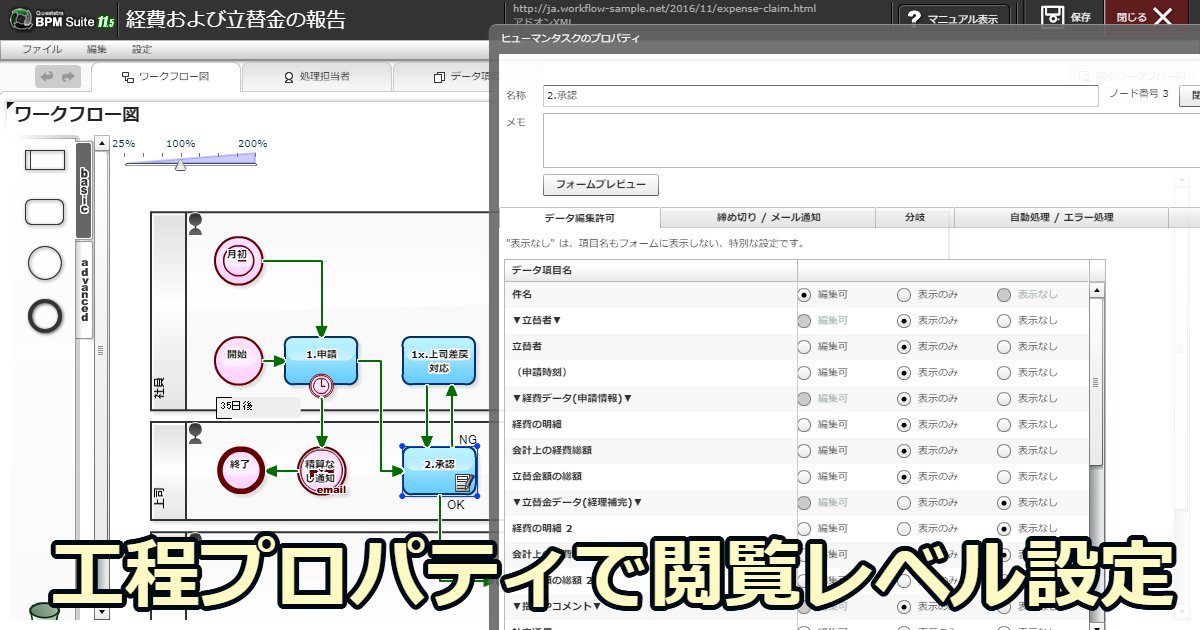 Questetra
BPM Suite 11.5
経費および立替金の報告
http://ja.workflow-sample.net/2016/11/expense-claim.html
アドオンXML
マニュアル表示
保存
閉じる
ファイル
編集
設定
ワークフロー図
処理担当者
データ項目
ワークフロー図
25%
100%
200%
basic
advanced
月初
開始
1.申請
1x.上司差戻
対応
社員
35日後
NG
終了
精算な
し通知
email
2.承認
上司
OK
ヒューマンタスクのプロパティ
名称
2.承認
ノード番号 3
メモ
フォームプレビュー
データ編集許可
締め切り / メール通知
分岐
自動処理 / エラー処理
"表示なし" は、項目名もフォームに表示しない、特別な設定です。
データ項目名
件名 編集可 表示のみ 表示なし
▼立替者▼ 編集可 表示のみ 表示なし
立替者 編集可 表示のみ 表示なし
（申請時刻） 編集可 表示のみ 表示なし
▼経費データ(申請情報)▼ 編集可 表示のみ 表示なし
経費の明細 編集可 表示のみ 表示なし
会計上の経費総額 編集可 表示のみ 表示なし
立替金額の総額 編集可 表示のみ 表示なし
▼立替金データ(経理補完)▼ 編集可 表示のみ 表示なし
経費の明細 2 編集可 表示のみ 表示なし
工程プロパティで閲覧レベル設定